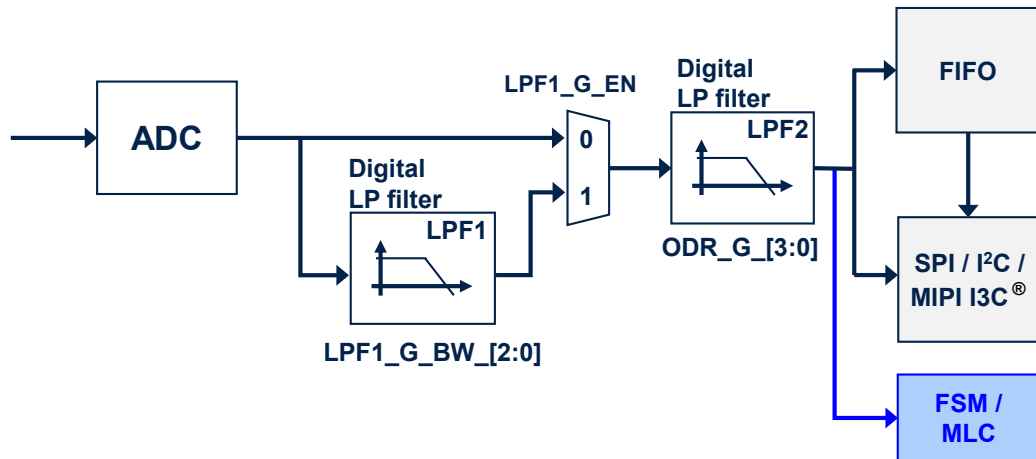 ADC
Digital
LP filter
LPF1
LPF1_G_BW_[2:0]
LPF1_G_EN
0
1
Digital
LP filter
LPF2
ODR_G_[3:0]
FIFO
SPI / I²C /
MIPI I3C®
FSM /
MLC